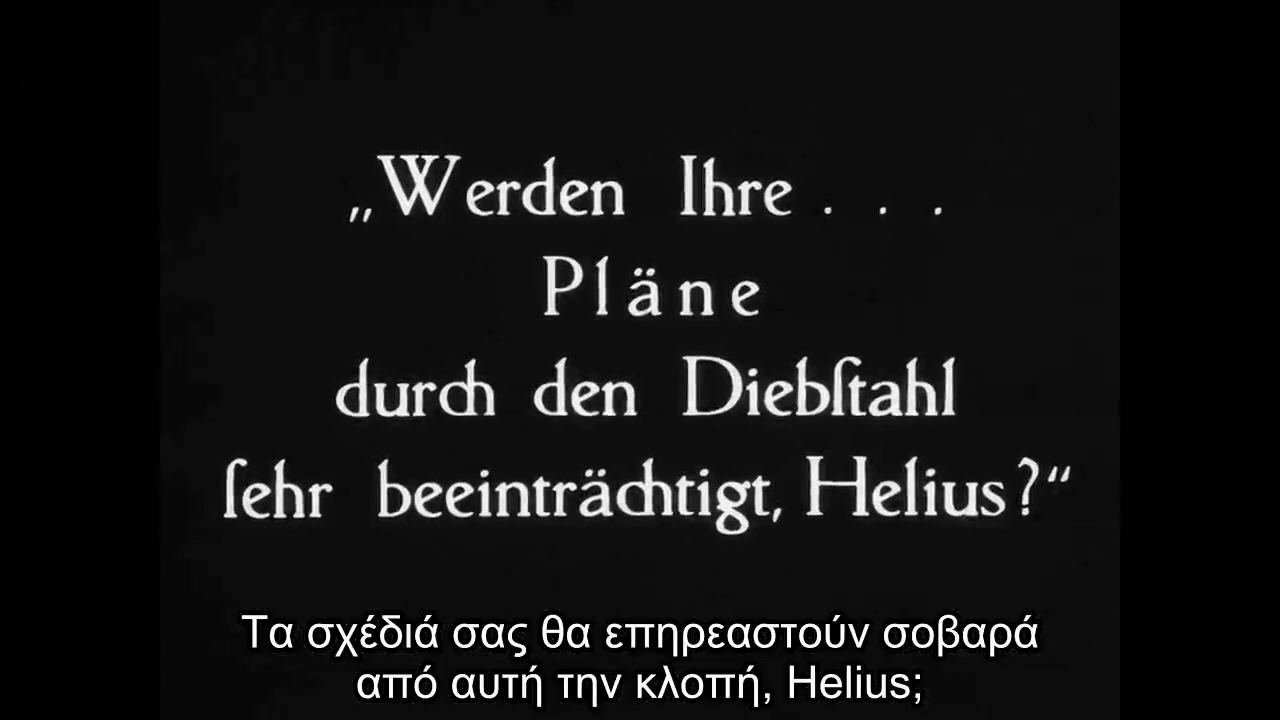 „Werden Ihre . . .
Pläne
durch den Diebſtahl
ſehr beeinträchtigt, Helius?“
Τα σχέδιά σας θα επηρεαστούν σοβαρά
από αυτή την κλοπή, Helius;